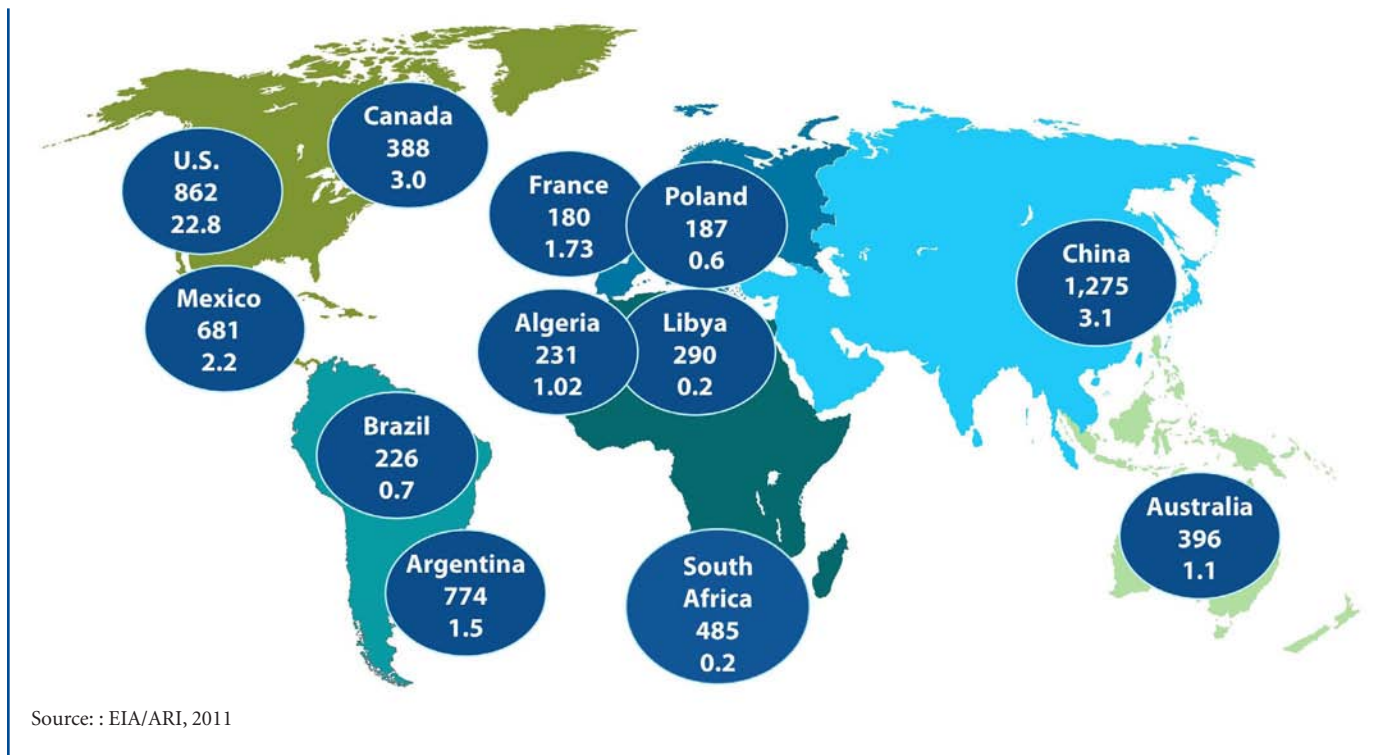 Canada
388
3.0
U.S.
862
22.8
France
180
1.73
Poland
187
0.6
China
1,275
3.1
Mexico
681
2.2
Algeria
231
1.02
Libya
290
0.2
Brazil
226
0.7
Australia
396
1.1
Argentina
774
1.5
South
Africa
485
0.2
Source: : EIA/ARI, 2011